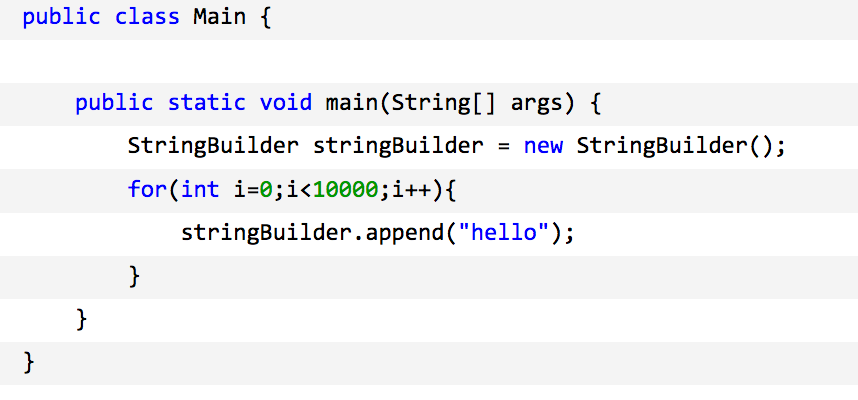 public class Main {
    public static void main(String[] args) {
        StringBuilder stringBuilder = new StringBuilder();
        for(int i=0;i<10000;i++){
            stringBuilder.append("hello");
        }
    }
}